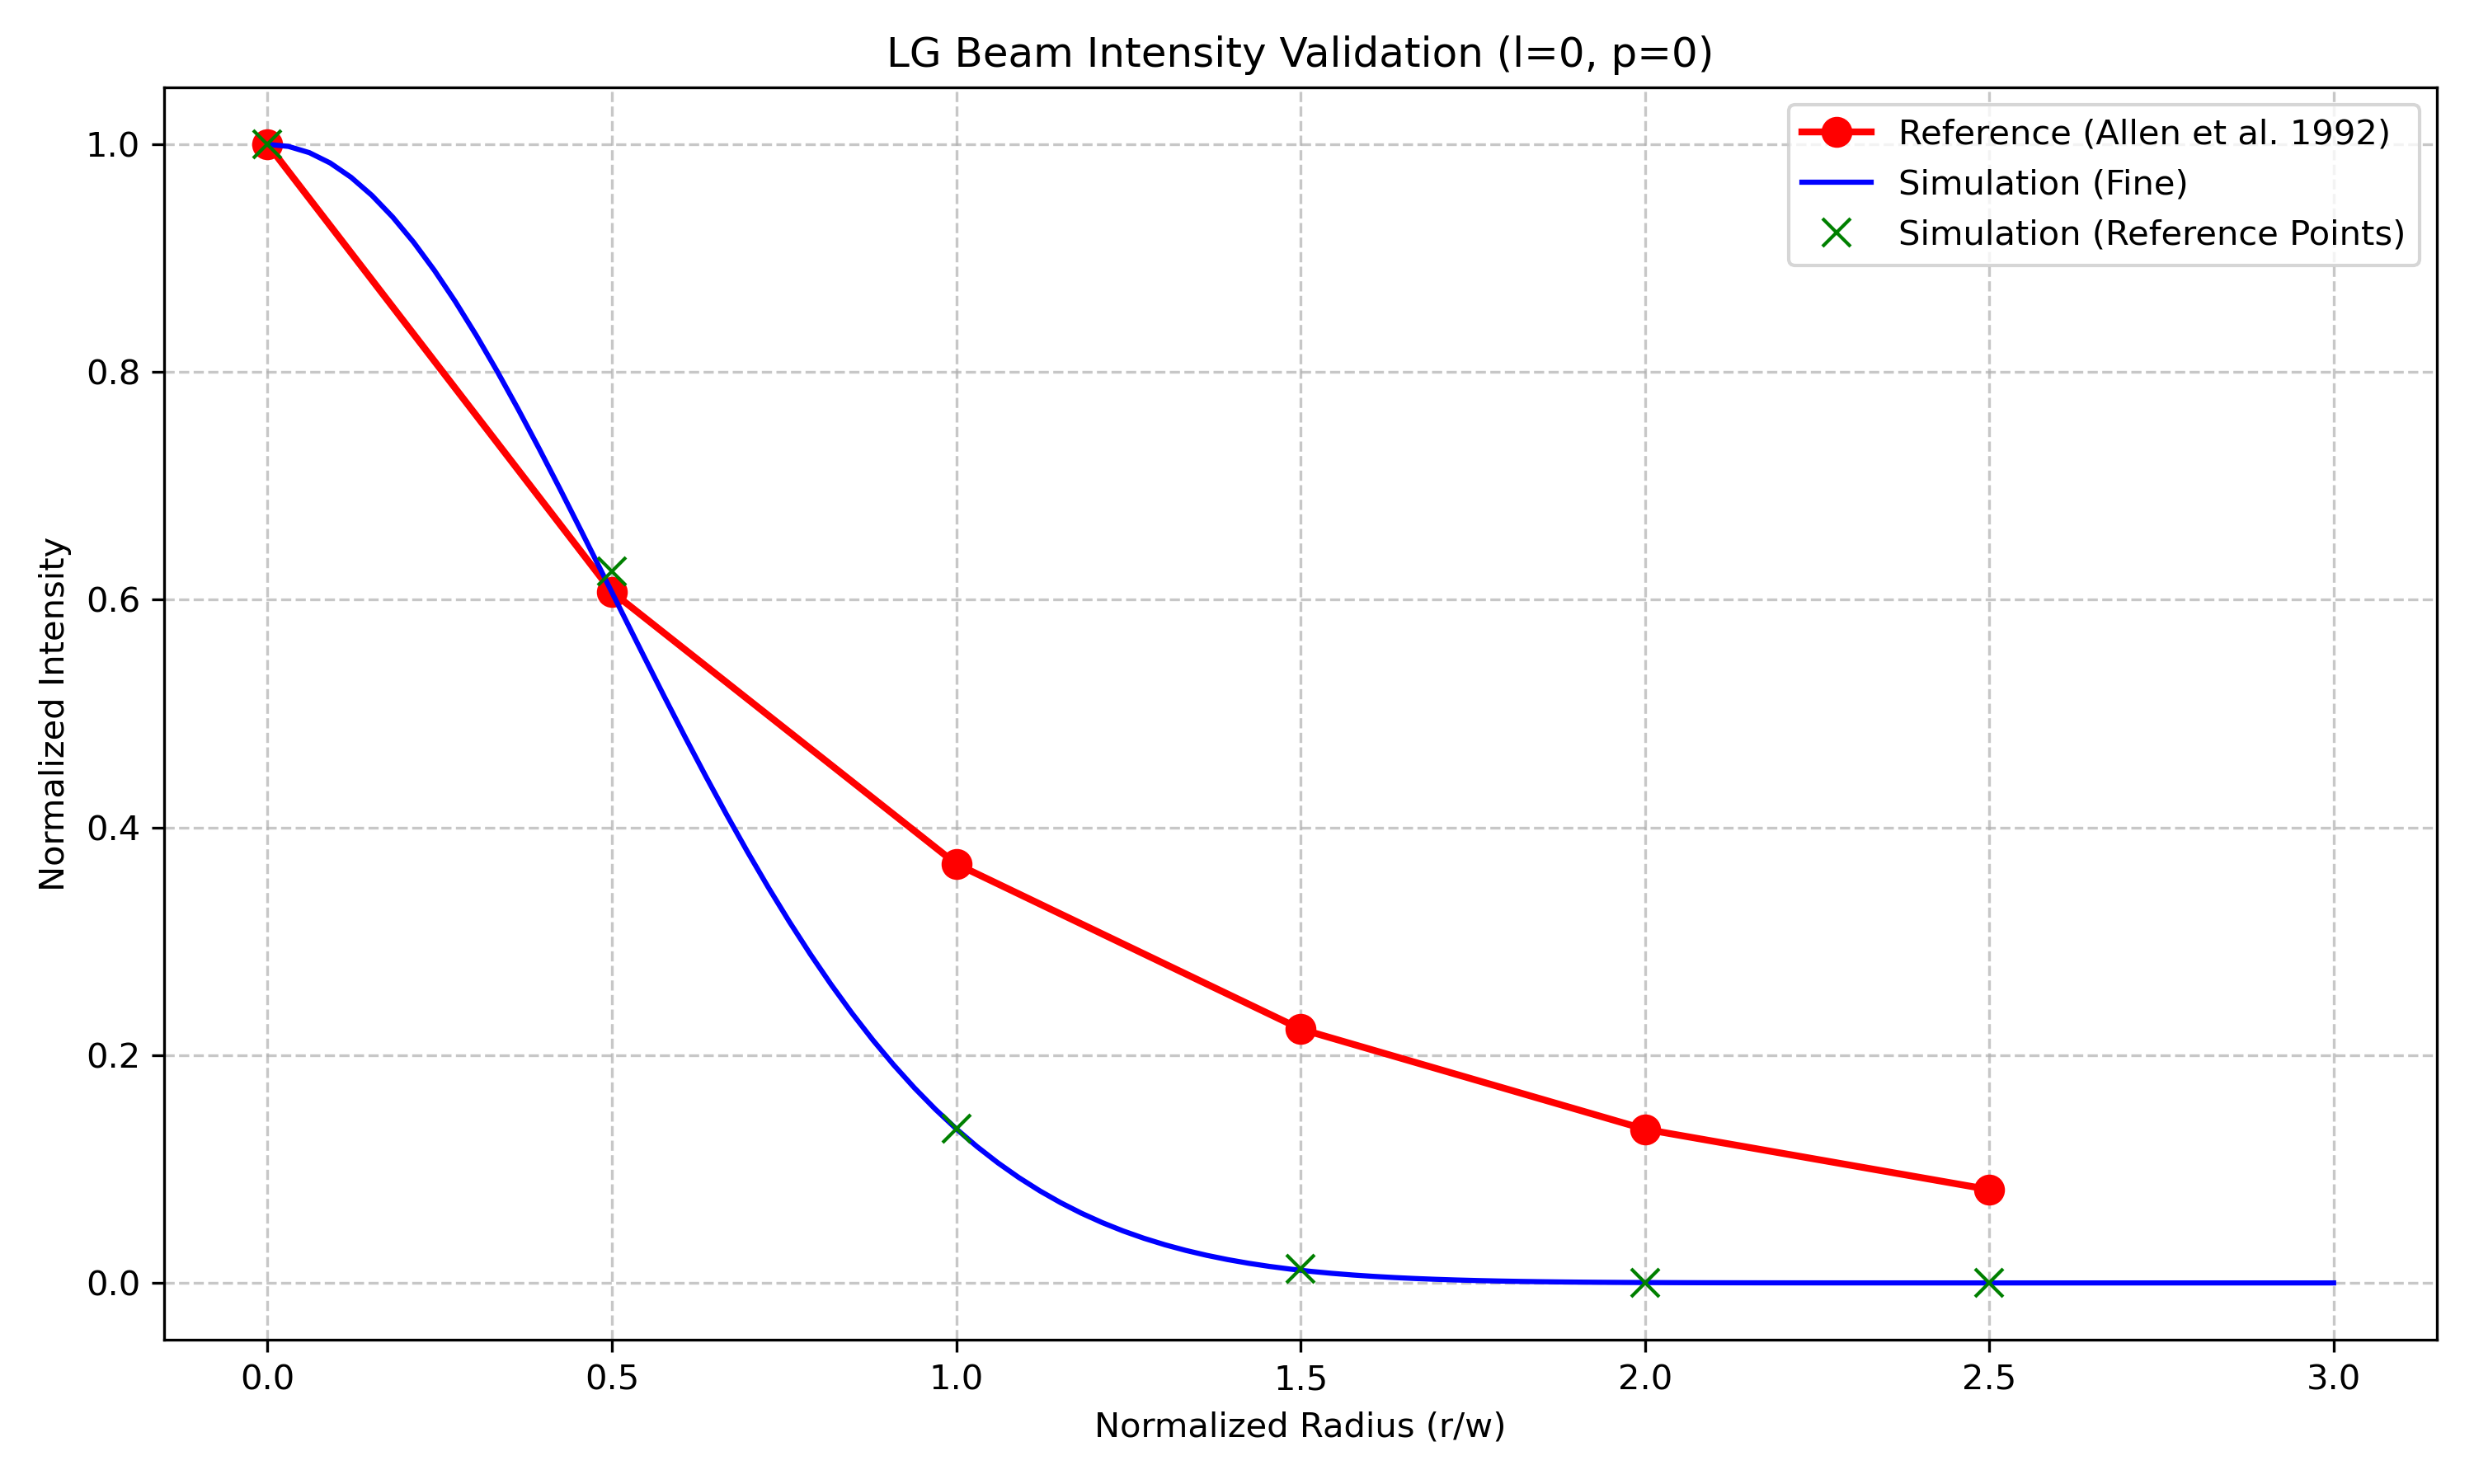 LG Beam Intensity Validation (l=0, p=0)
Reference (Allen et al. 1992)
Simulation (Fine)
Simulation (Reference Points)
Normalized Intensity
1.0
0.8
0.6
0.4
0.2
0.0
0.0 0.5 1.0 1.5 2.0 2.5 3.0
Normalized Radius (r/w)